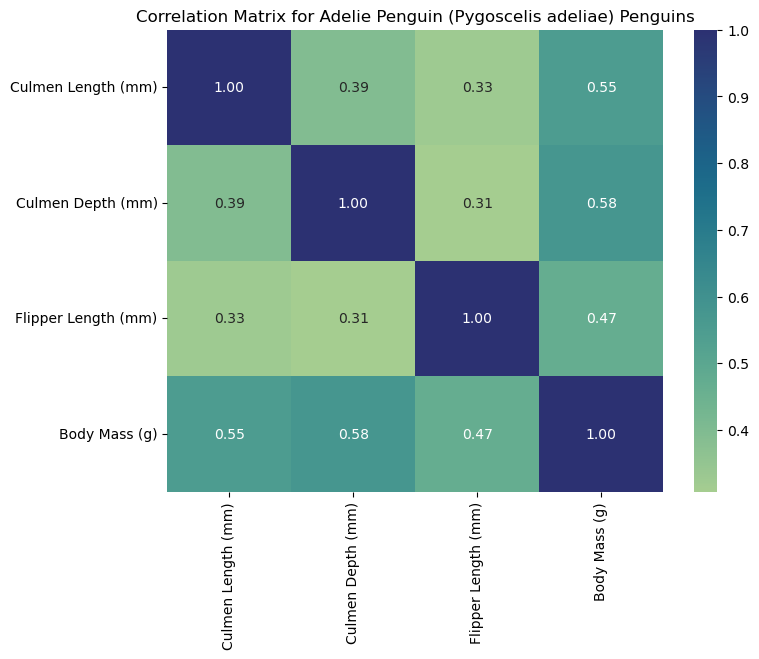 Correlation Matrix for Adelie Penguin (Pygoscelis adeliae) Penguins
Culmen Length (mm)
1.00
0.39
0.33
0.55
Culmen Depth (mm)
0.39
1.00
0.31
0.58
Flipper Length (mm)
0.33
0.31
1.00
0.47
Body Mass (g)
0.55
0.58
0.47
1.00
Culmen Length (mm)
Culmen Depth (mm)
Flipper Length (mm)
Body Mass (g)
1.0
0.9
0.8
0.7
0.6
0.5
0.4